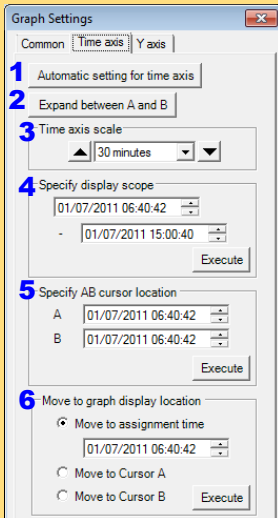 Graph Settings
Common Time axis Y axis
1 Automatic setting for time axis
2 Expand between A and B
3 Time axis scale
30 minutes
4 Specify display scope
01/07/2011 06:40:42
- 01/07/2011 15:00:40
Execute
5 Specify AB cursor location
A 01/07/2011 06:40:42
B 01/07/2011 06:40:42
Execute
6 Move to graph display location
Move to assignment time
01/07/2011 06:40:42
Move to Cursor A
Move to Cursor B Execute